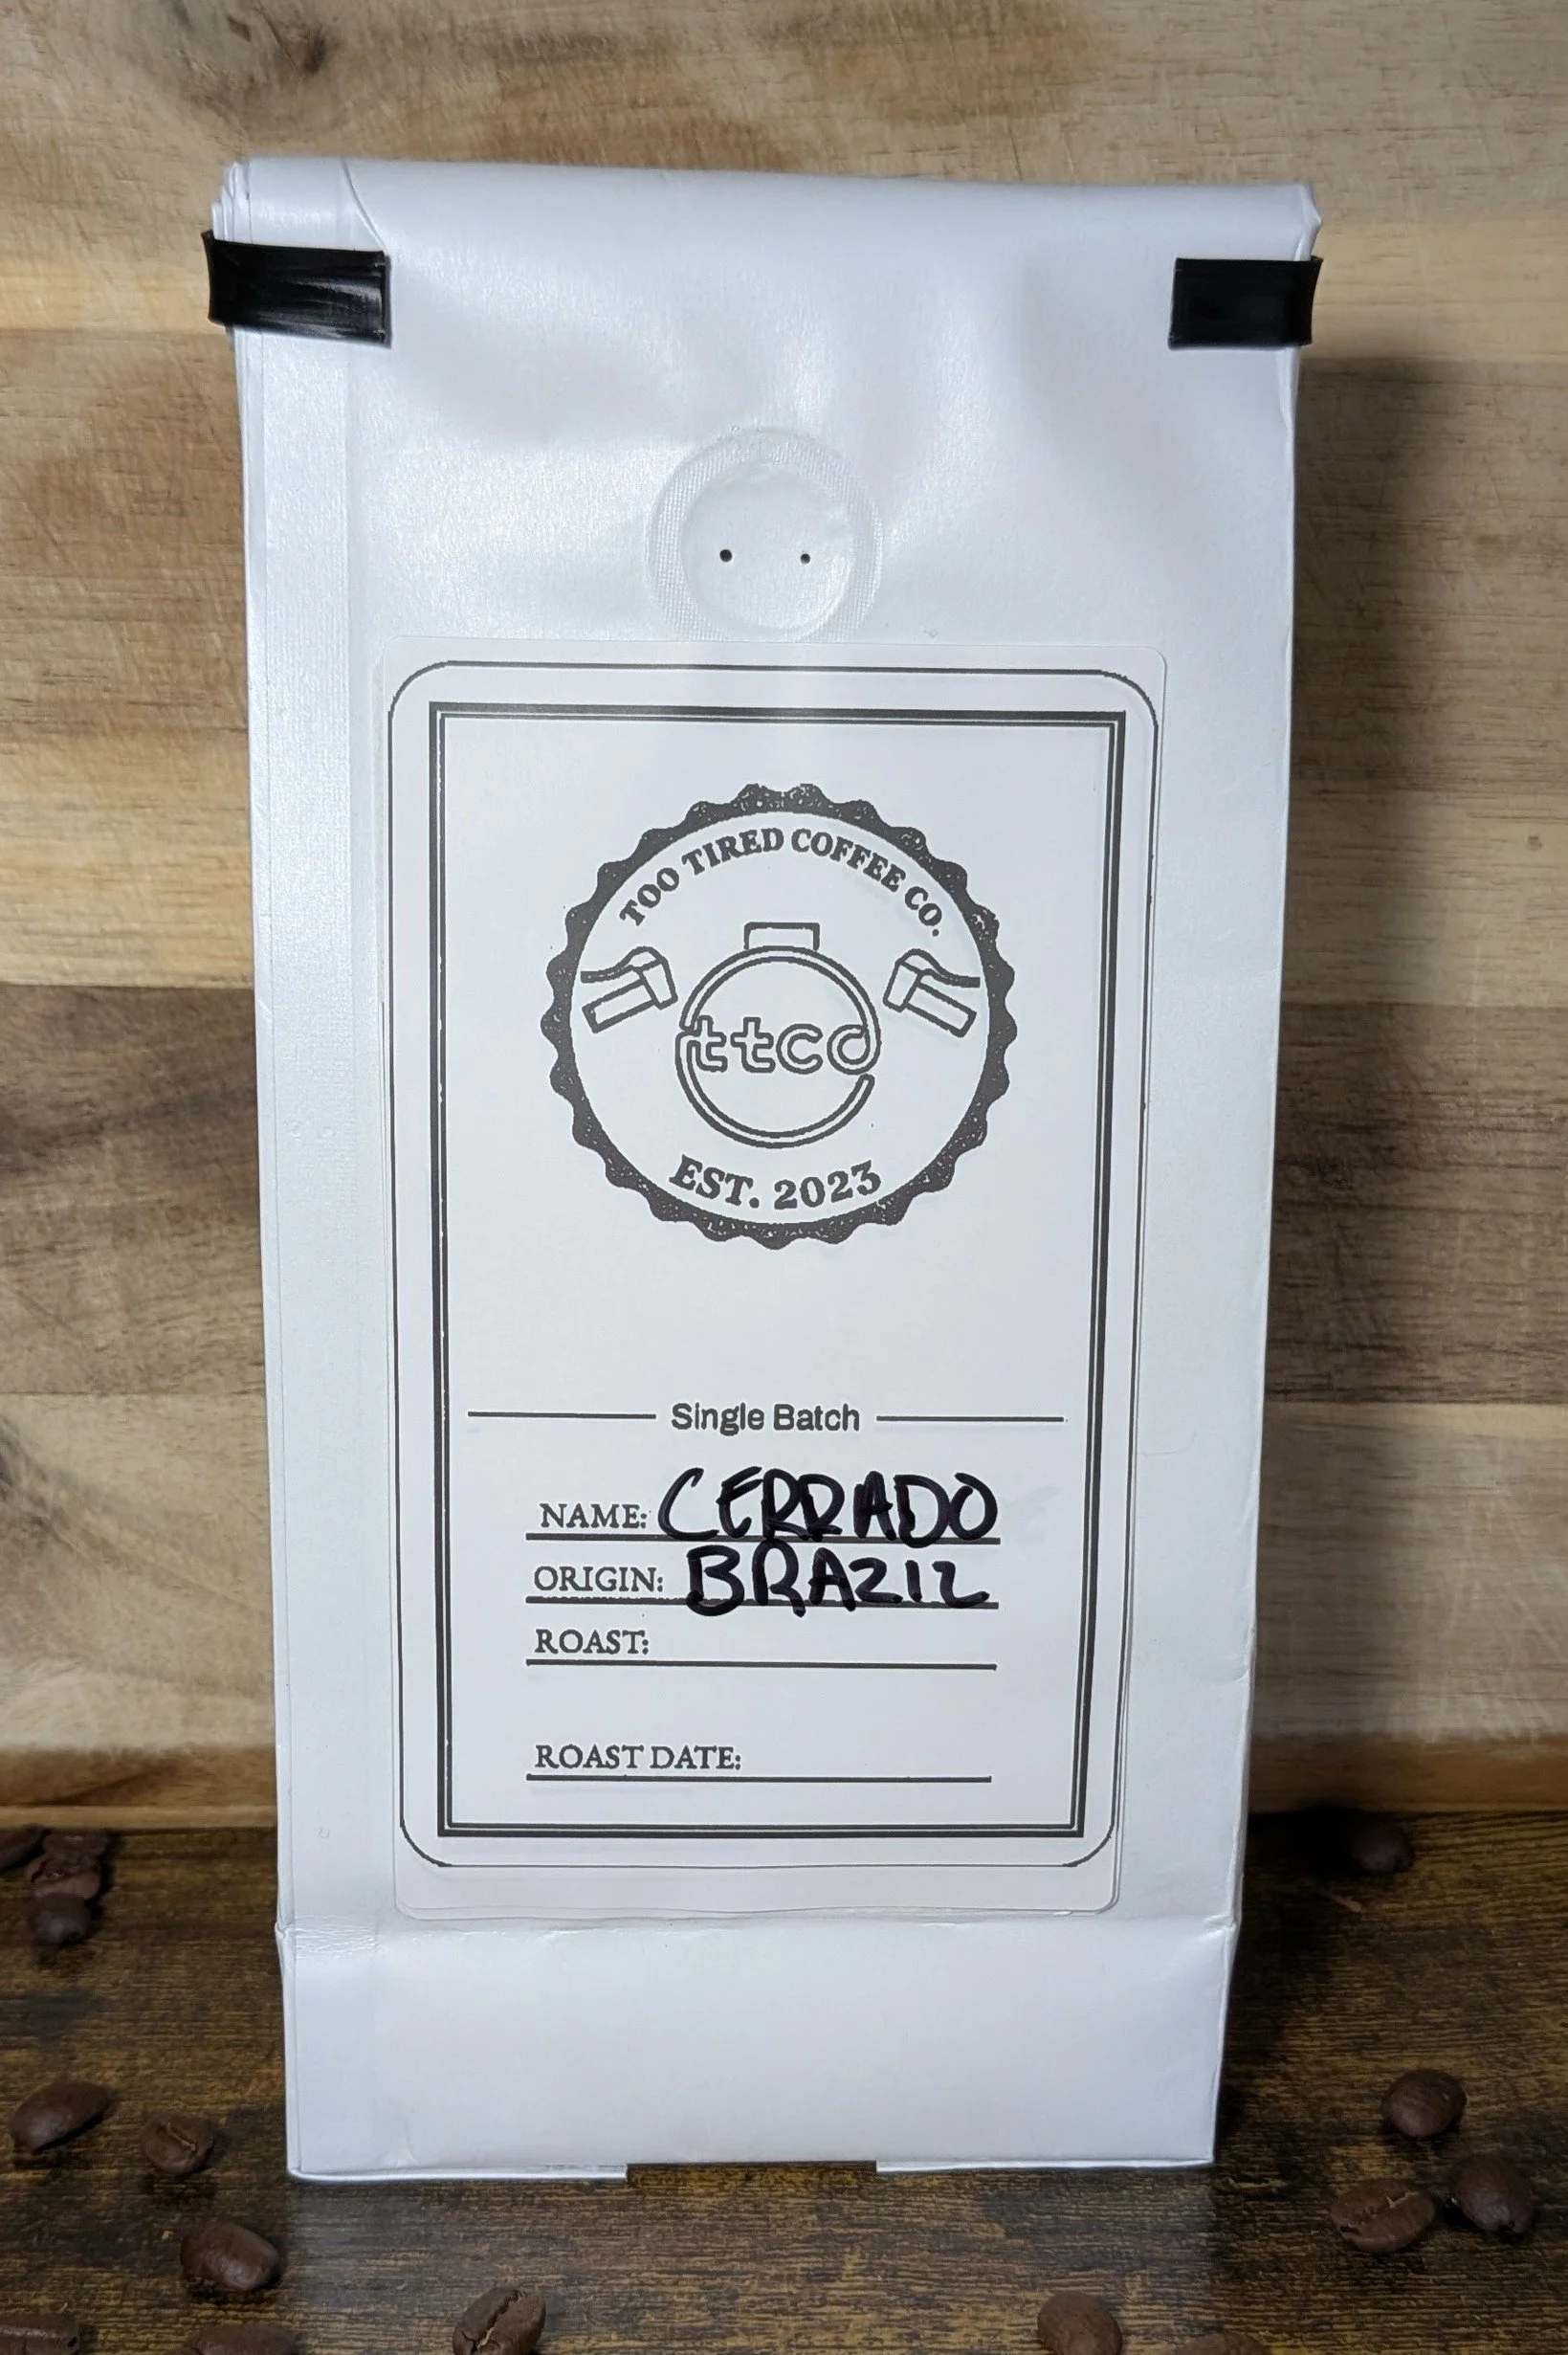 TOO TIRED COFFEE CO.
ttco
EST. 2023
Single Batch
NAME: CERRADO
ORIGIN: BRAZIL
ROAST:
ROAST DATE: